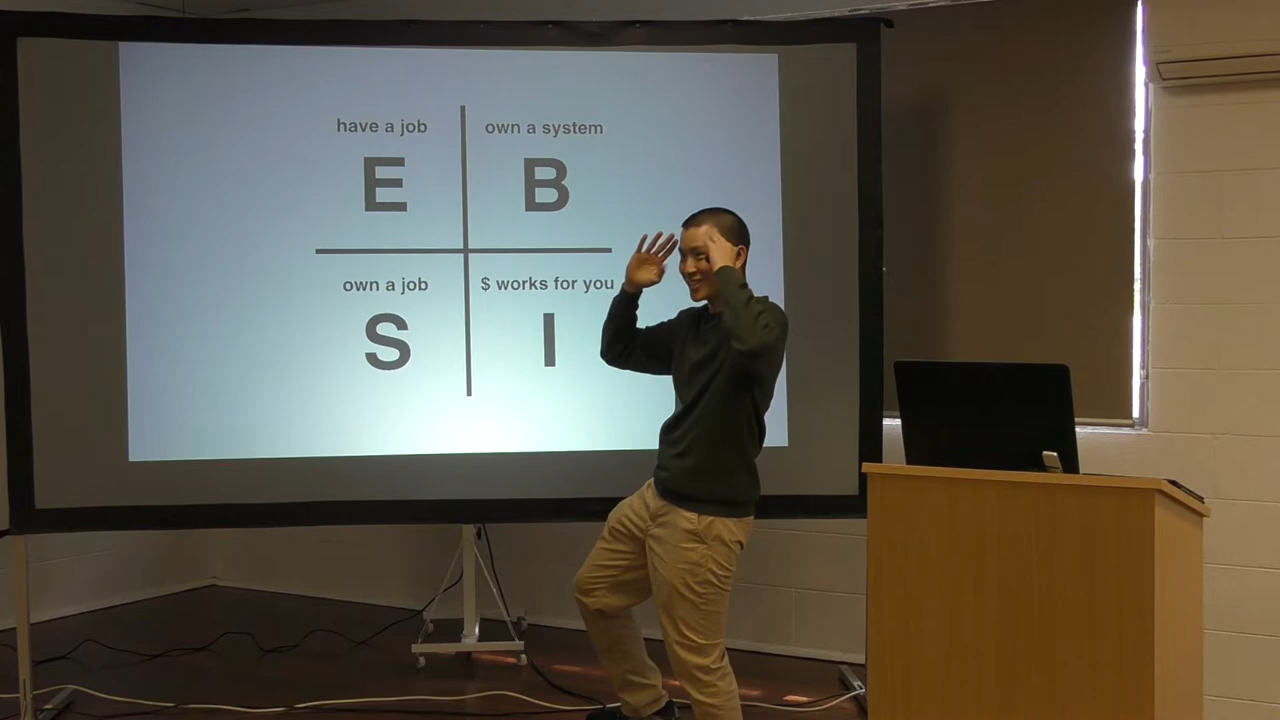 have a job
E
own a system
B
own a job
S
$ works for you
I